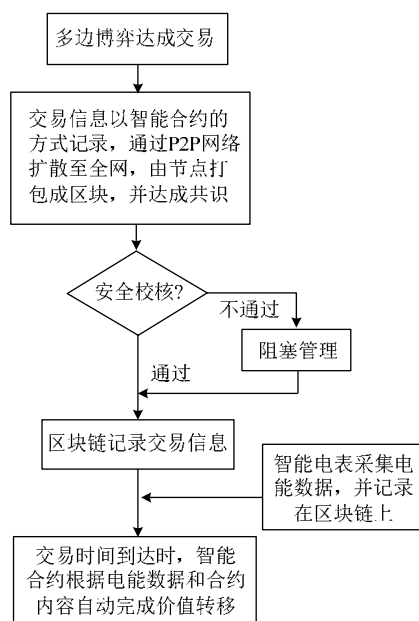 多边博弈达成交易
交易信息以智能合约的
方式记录，通过P2P网络
扩散至全网，由节点打
包成区块，并达成共识
安全校核?
不通过
阻塞管理
通过
区块链记录交易信息
智能电表采集电
能数据，并记录
在区块链上
交易时间到达时，智能
合约根据电能数据和合约
内容自动完成价值转移